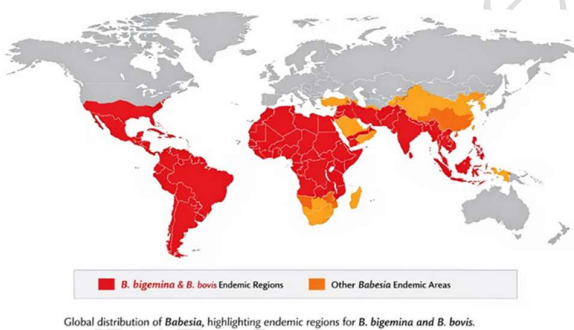 B. bigemina & B. bovis Endemic Regions
Other Babesia Endemic Areas
Global distribution of Babesia, highlighting endemic regions for B. bigemina and B. bovis.